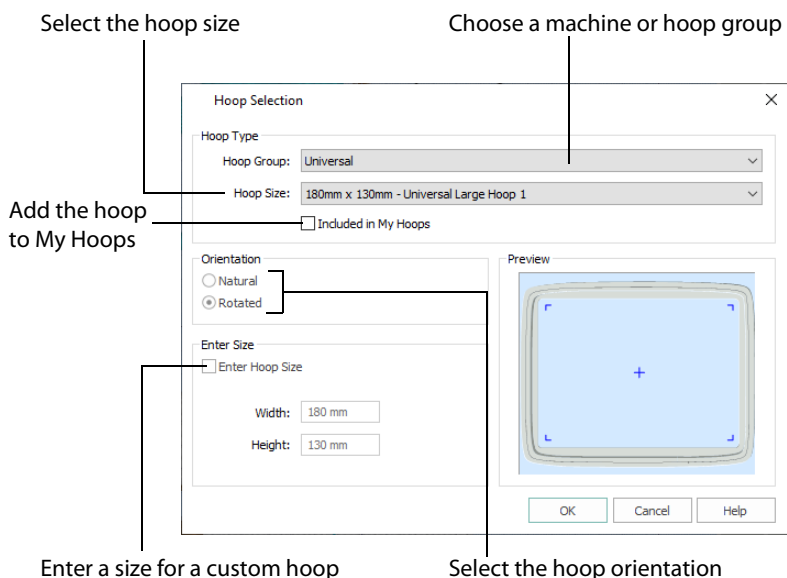 Select the hoop size
Choose a machine or hoop group
Hoop Selection
Hoop Type
Hoop Group: Universal
Hoop Size: 180mm x 130mm - Universal Large Hoop 1
Add the hoop
to My Hoops
Included in My Hoops
Orientation
Natural
Rotated
Preview
Enter Size
Enter Hoop Size
Width: 180 mm
Height: 130 mm
OK Cancel Help
Enter a size for a custom hoop
Select the hoop orientation